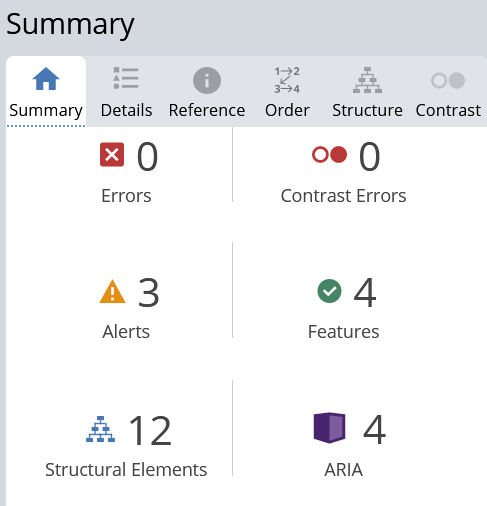 Summary
1 2
3 4
Summary Details Reference Order Structure Contrast
0 0
Errors Contrast Errors
3 4
Alerts Features
12 4
Structural Elements ARIA